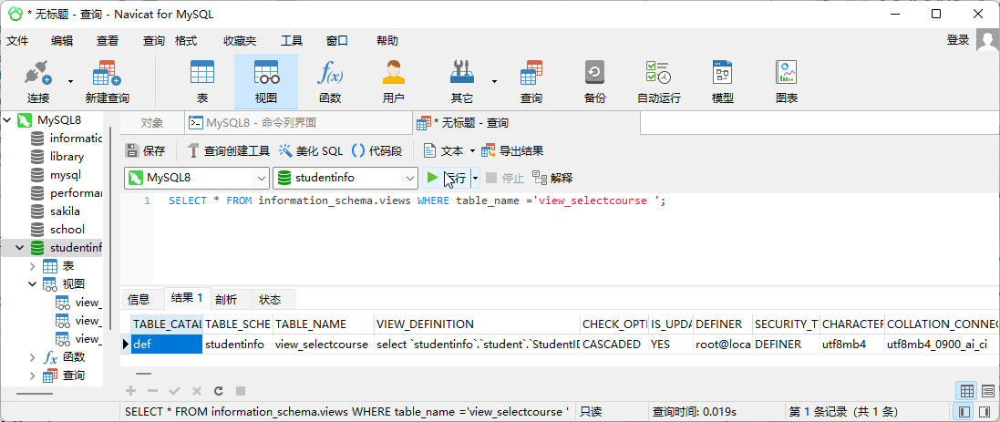 * 无标题 - 查询 - Navicat for MySQL
文件 编辑 查看 查询 格式 收藏夹 工具 窗口 帮助 登录
连接 新建查询 表 视图 函数 用户 其它 查询 备份 自动运行 模型 图表
MySQL8
informatic
library
mysql
performar
sakila
school
studentinf
表
视图
view_
view_
view_
函数
查询
对象 MySQL8 - 命令列界面 * 无标题 - 查询
保存 查询创建工具 美化 SQL 代码段 文本 导出结果
MySQL8 studentinfo 运行 停止 解释
1 SELECT * FROM information_schema.views WHERE table_name ='view_selectcourse ';
信息 结果 1 剖析 状态
TABLE_CATAL TABLE_SCHE TABLE_NAME VIEW_DEFINITION CHECK_OPTI IS_UPDA DEFINER SECURITY_T CHARACTER COLLATION_CONNEC
def studentinfo view_selectcourse select `studentinfo`.`student`.`StudentID CASCADED YES root@loca DEFINER utf8mb4 utf8mb4_0900_ai_ci
SELECT * FROM information_schema.views WHERE table_name ='view_selectcourse ' 只读 查询时间: 0.019s 第 1 条记录 (共 1 条)